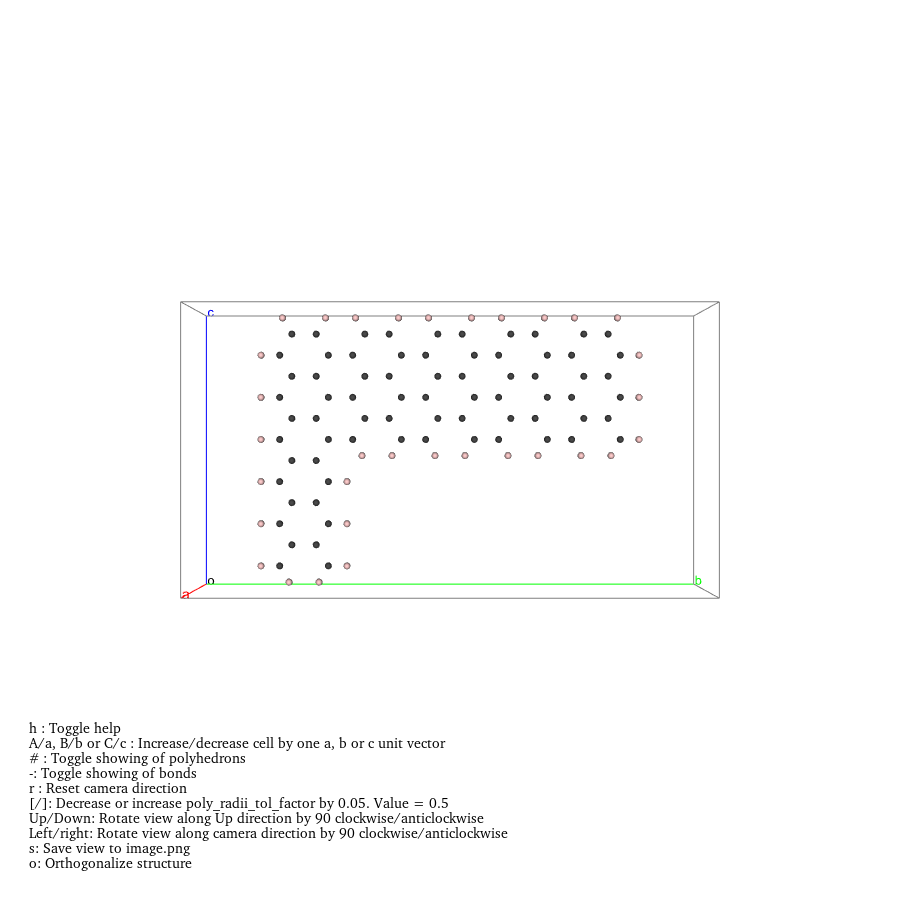 c
o
b
a
h : Toggle help
A/a, B/b or C/c : Increase/decrease cell by one a, b or c unit vector
# : Toggle showing of polyhedrons
-: Toggle showing of bonds
r : Reset camera direction
[/]: Decrease or increase poly_radii_tol_factor by 0.05. Value = 0.5
Up/Down: Rotate view along Up direction by 90 clockwise/anticlockwise
Left/right: Rotate view along camera direction by 90 clockwise/anticlockwise
s: Save view to image.png
o: Orthogonalize structure